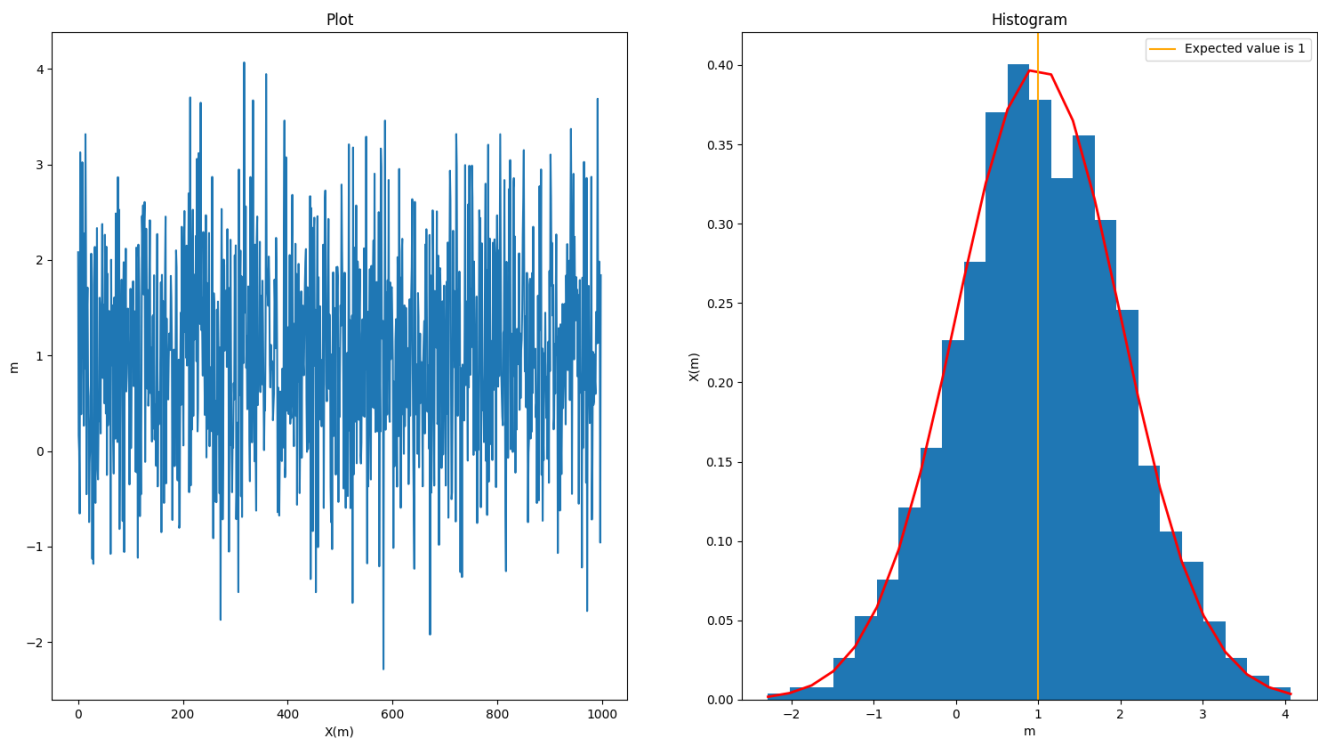 Plot
4
3
2
1
0
−1
−2
m
0 200 400 600 800 1000
X(m)
Histogram
Expected value is 1
0.40
0.35
0.30
0.25
0.20
0.15
0.10
0.05
0.00
X(m)
−2 −1 0 1 2 3 4
m